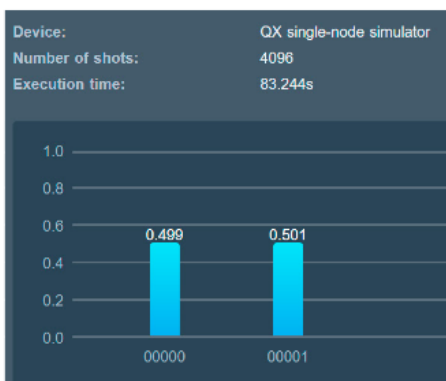 Device: QX single-node simulator
Number of shots: 4096
Execution time: 83.244s
1.0
0.8
0.6
0.499 0.501
0.4
0.2
0.0
00000 00001